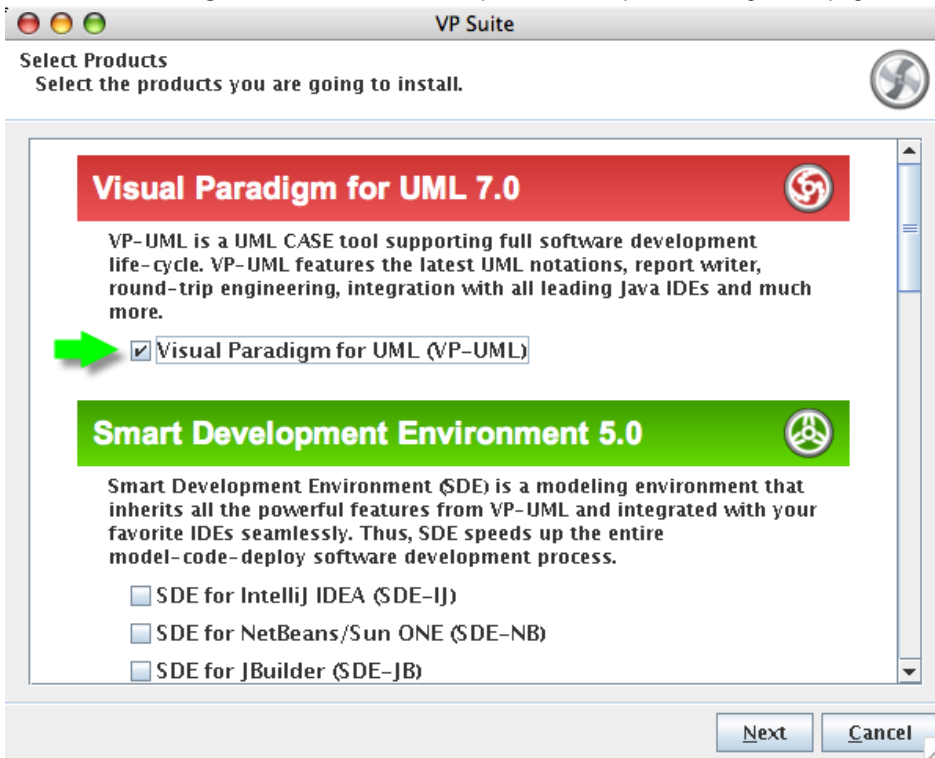 VP Suite
Select Products
Select the products you are going to install.
Visual Paradigm for UML 7.0
VP-UML is a UML CASE tool supporting full software development
life-cycle. VP-UML features the latest UML notations, report writer,
round-trip engineering, integration with all leading Java IDEs and much
more.
Visual Paradigm for UML (VP-UML)
Smart Development Environment 5.0
Smart Development Environment (SDE) is a modeling environment that
inherits all the powerful features from VP-UML and integrated with your
favorite IDEs seamlessly. Thus, SDE speeds up the entire
model-code-deploy software development process.
SDE for IntelliJ IDEA (SDE-IJ)
SDE for NetBeans/Sun ONE (SDE-NB)
SDE for JBuilder (SDE-JB)
Next Cancel